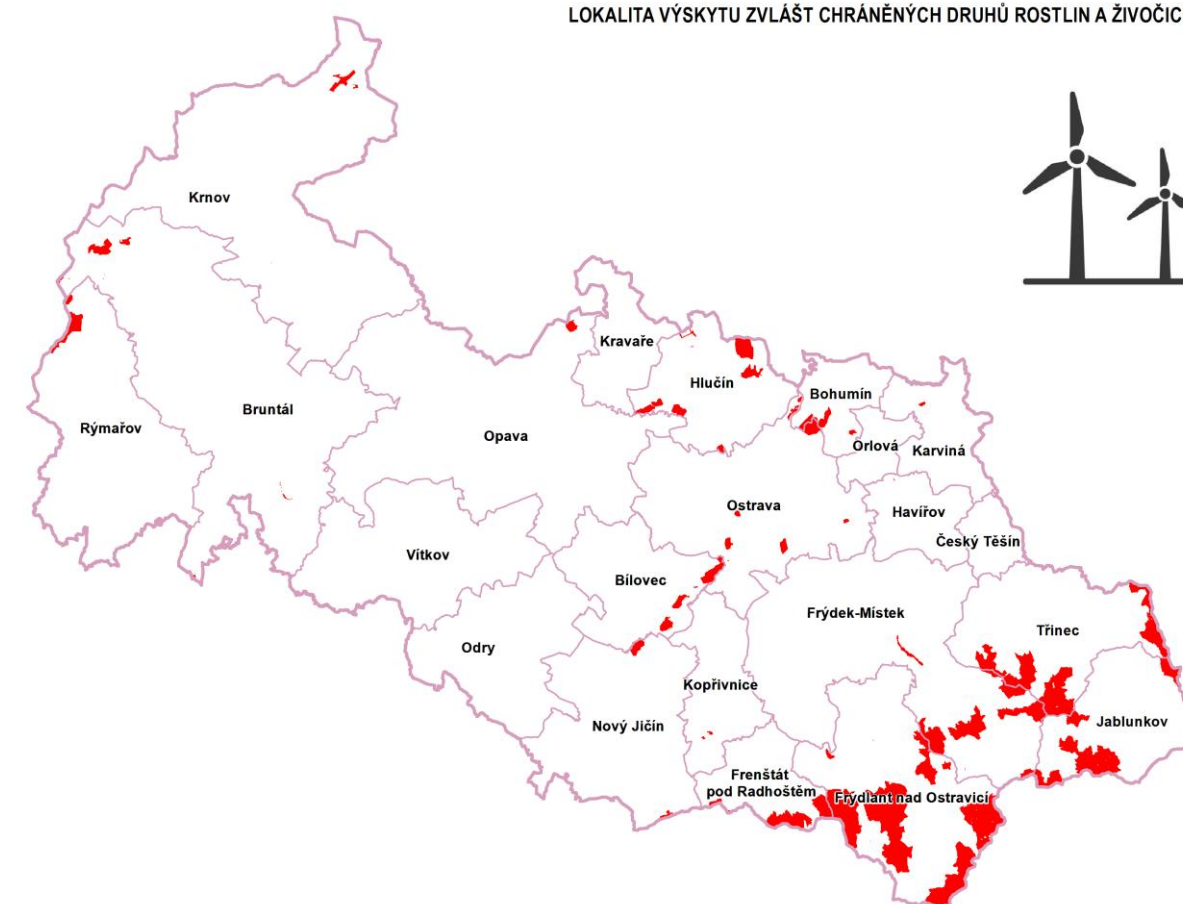 LOKALITA VÝSKYTU ZVLÁŠT CHRÁNĚNÝCH DRUHŮ ROSTLIN A ŽIVOČIC
Krnov
Kravaře
Hlučín
Bohumín
Rýmařov
Bruntál
Opava
Orlová
Karviná
Ostrava
Havířov
Český Těšín
Vítkov
Bílovec
Frýdek-Místek
Třinec
Odry
Kopřivnice
Nový Jičín
Jablunkov
Frenštát
pod Radhoštěm
Frýdlant nad Ostravicí